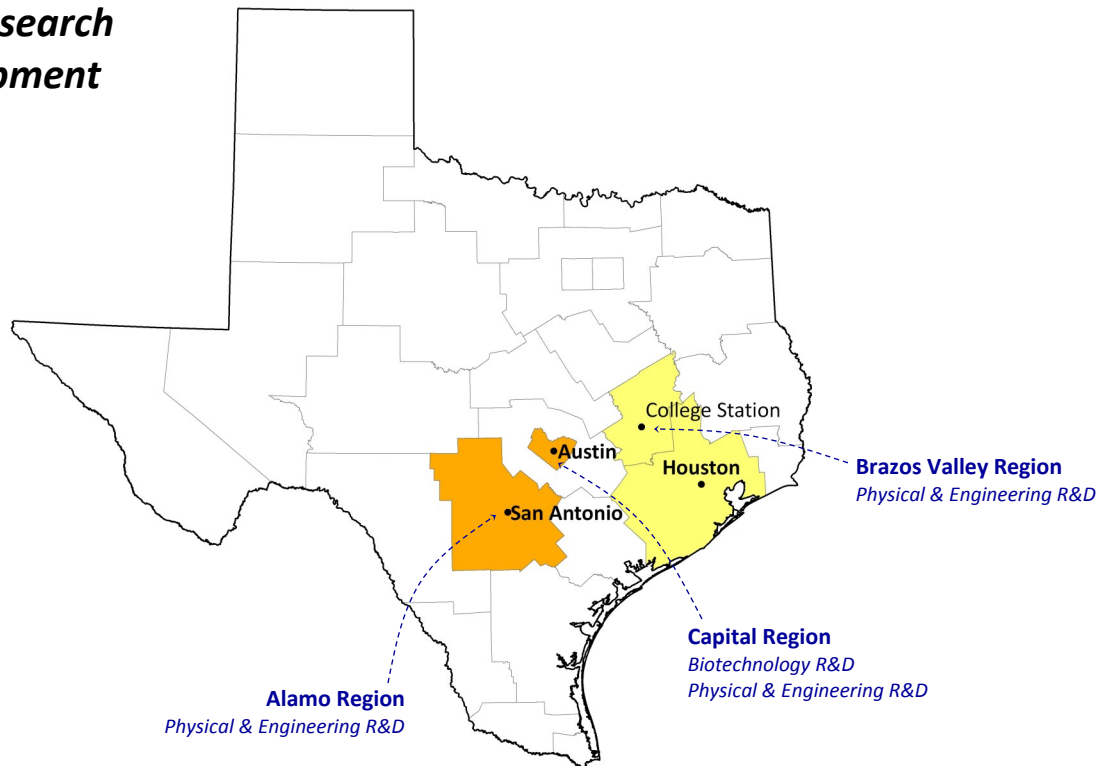 search
pment
College Station
Austin
Houston
San Antonio
Brazos Valley Region
Physical & Engineering R&D
Capital Region
Biotechnology R&D
Physical & Engineering R&D
Alamo Region
Physical & Engineering R&D